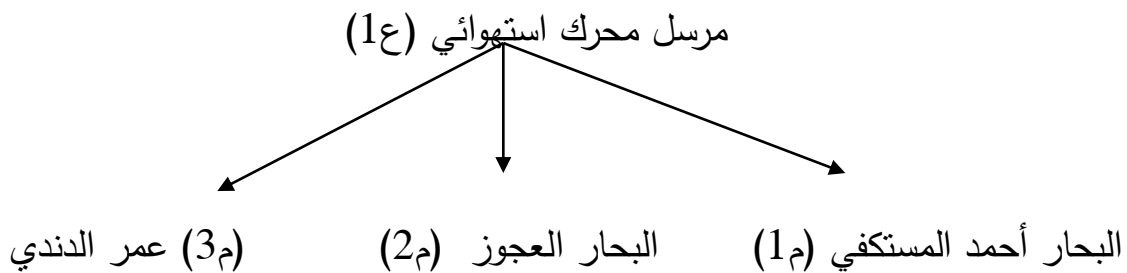 مرسل محرك استهوائي (ع1)
البحار أحمد المستكفي (م1) البحار العجوز (م2) (م3) عمر الدندي